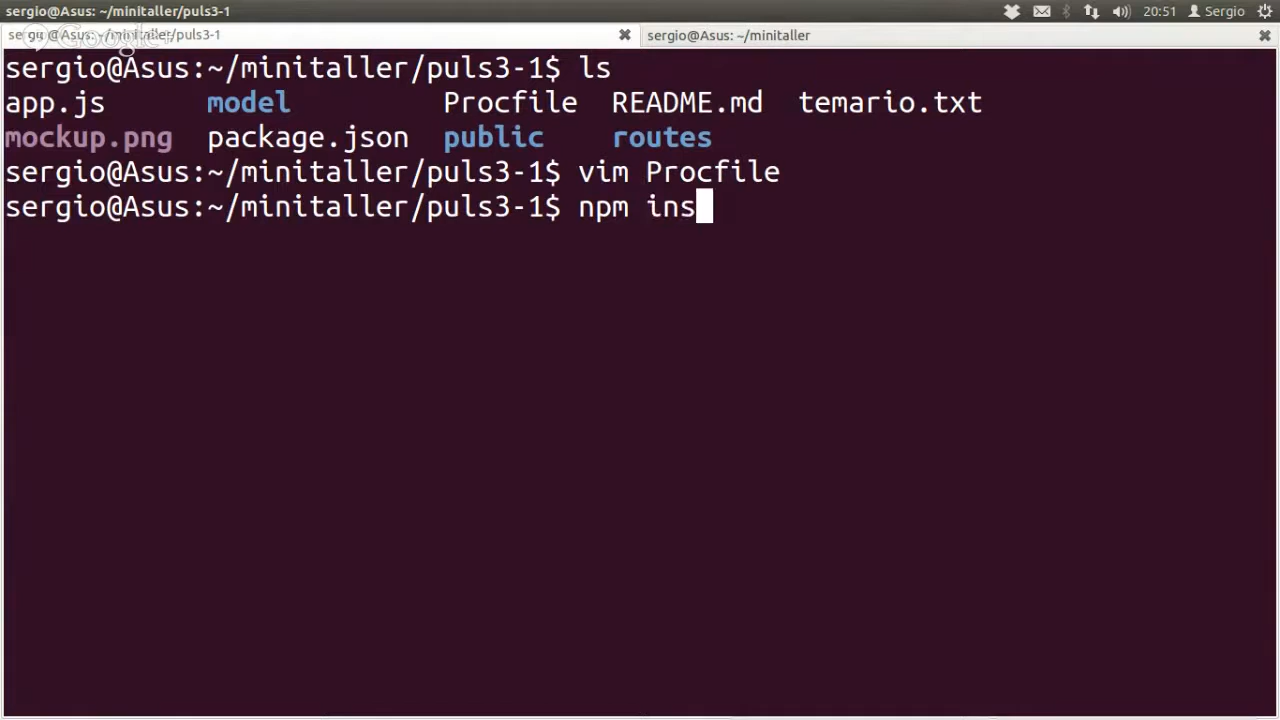 sergio@Asus: ~/minitaller/puls3-1
20:51 Sergio
sergio@Asus: ~/minitaller/puls3-1
sergio@Asus: ~/minitaller
Google+
sergio@Asus:~/minitaller/puls3-1$ ls
app.js model Procfile README.md temario.txt
mockup.png package.json public routes
sergio@Asus:~/minitaller/puls3-1$ vim Procfile
sergio@Asus:~/minitaller/puls3-1$ npm ins